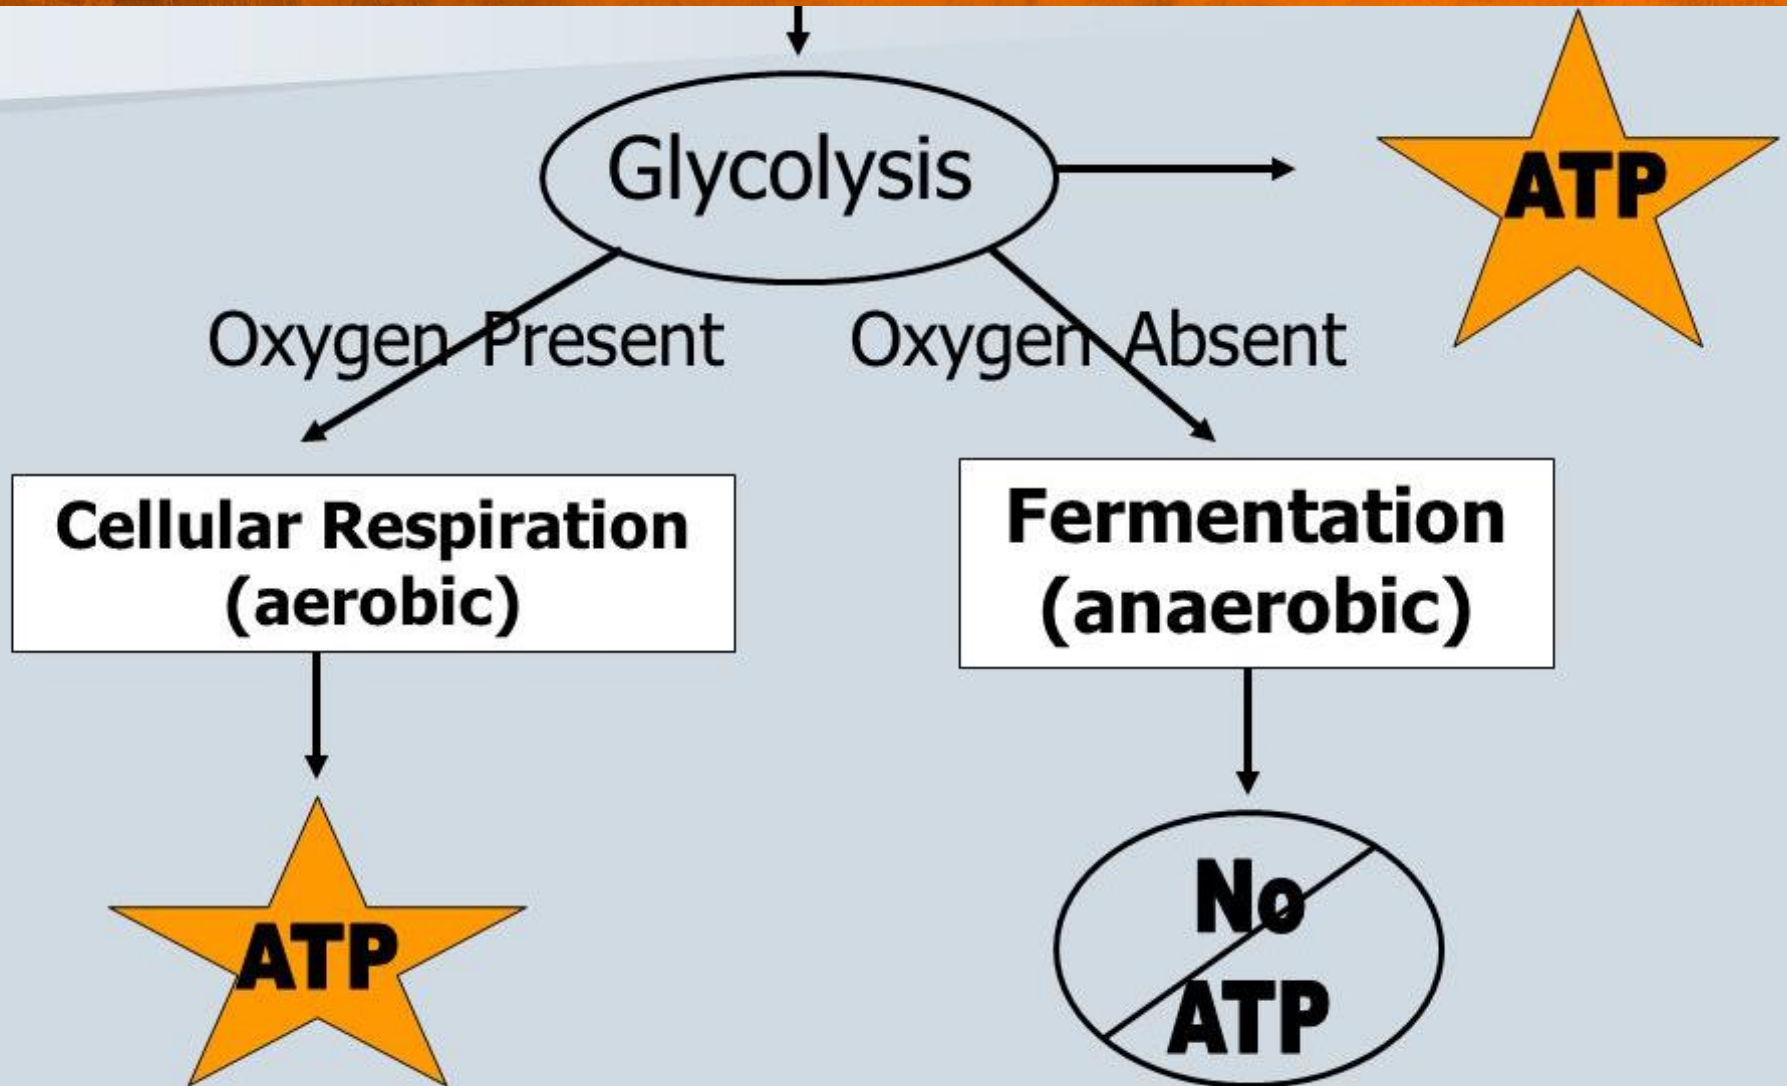 Glycolysis
ATP
Oxygen Present
Oxygen Absent
Cellular Respiration
(aerobic)
Fermentation
(anaerobic)
ATP
No
ATP